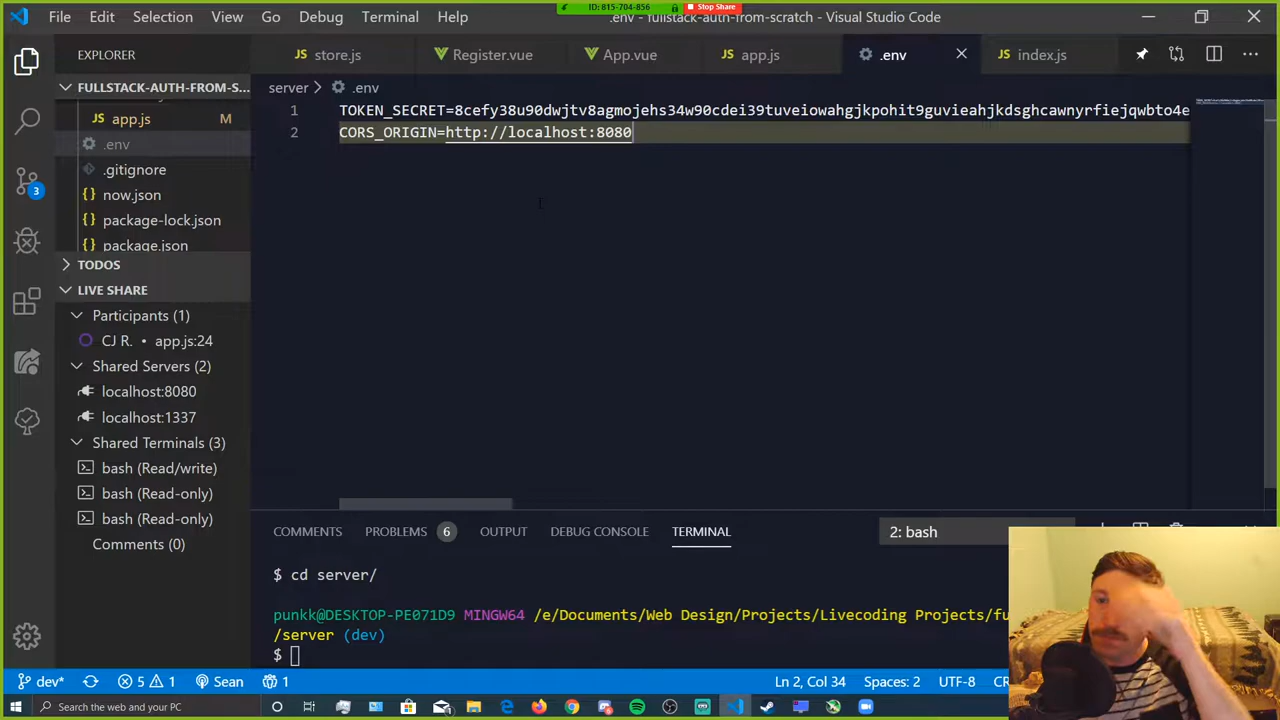 ID: 815-704-856 Stop Share
File Edit Selection View Go Debug Terminal Help
.env - fullstack-auth-from-scratch - Visual Studio Code
EXPLORER
store.js Register.vue App.vue app.js .env index.js
FULLSTACK-AUTH-FROM-S...
server > .env
app.js M
.env
.gitignore
now.json
package-lock.json
package.json
1 TOKEN_SECRET=8cefy38u90dwjtv8agmojehs34w90cdei39tuveiowahgjkpohit9guvieahjkdsghcawnyrfiejqwbto4e
2 CORS_ORIGIN=http://localhost:8080
TODOS
LIVE SHARE
Participants (1)
CJ R. • app.js:24
Shared Servers (2)
localhost:8080
localhost:1337
Shared Terminals (3)
bash (Read/write)
bash (Read-only)
bash (Read-only)
Comments (0)
3
COMMENTS PROBLEMS 6 OUTPUT DEBUG CONSOLE TERMINAL 2: bash
$ cd server/
punkk@DESKTOP-PE071D9 MINGW64 /e/Documents/Web Design/Projects/Livecoding Projects/fu
/server (dev)
$
dev* 5 1 Sean 1 Ln 2, Col 34 Spaces: 2 UTF-8
Search the web and your PC